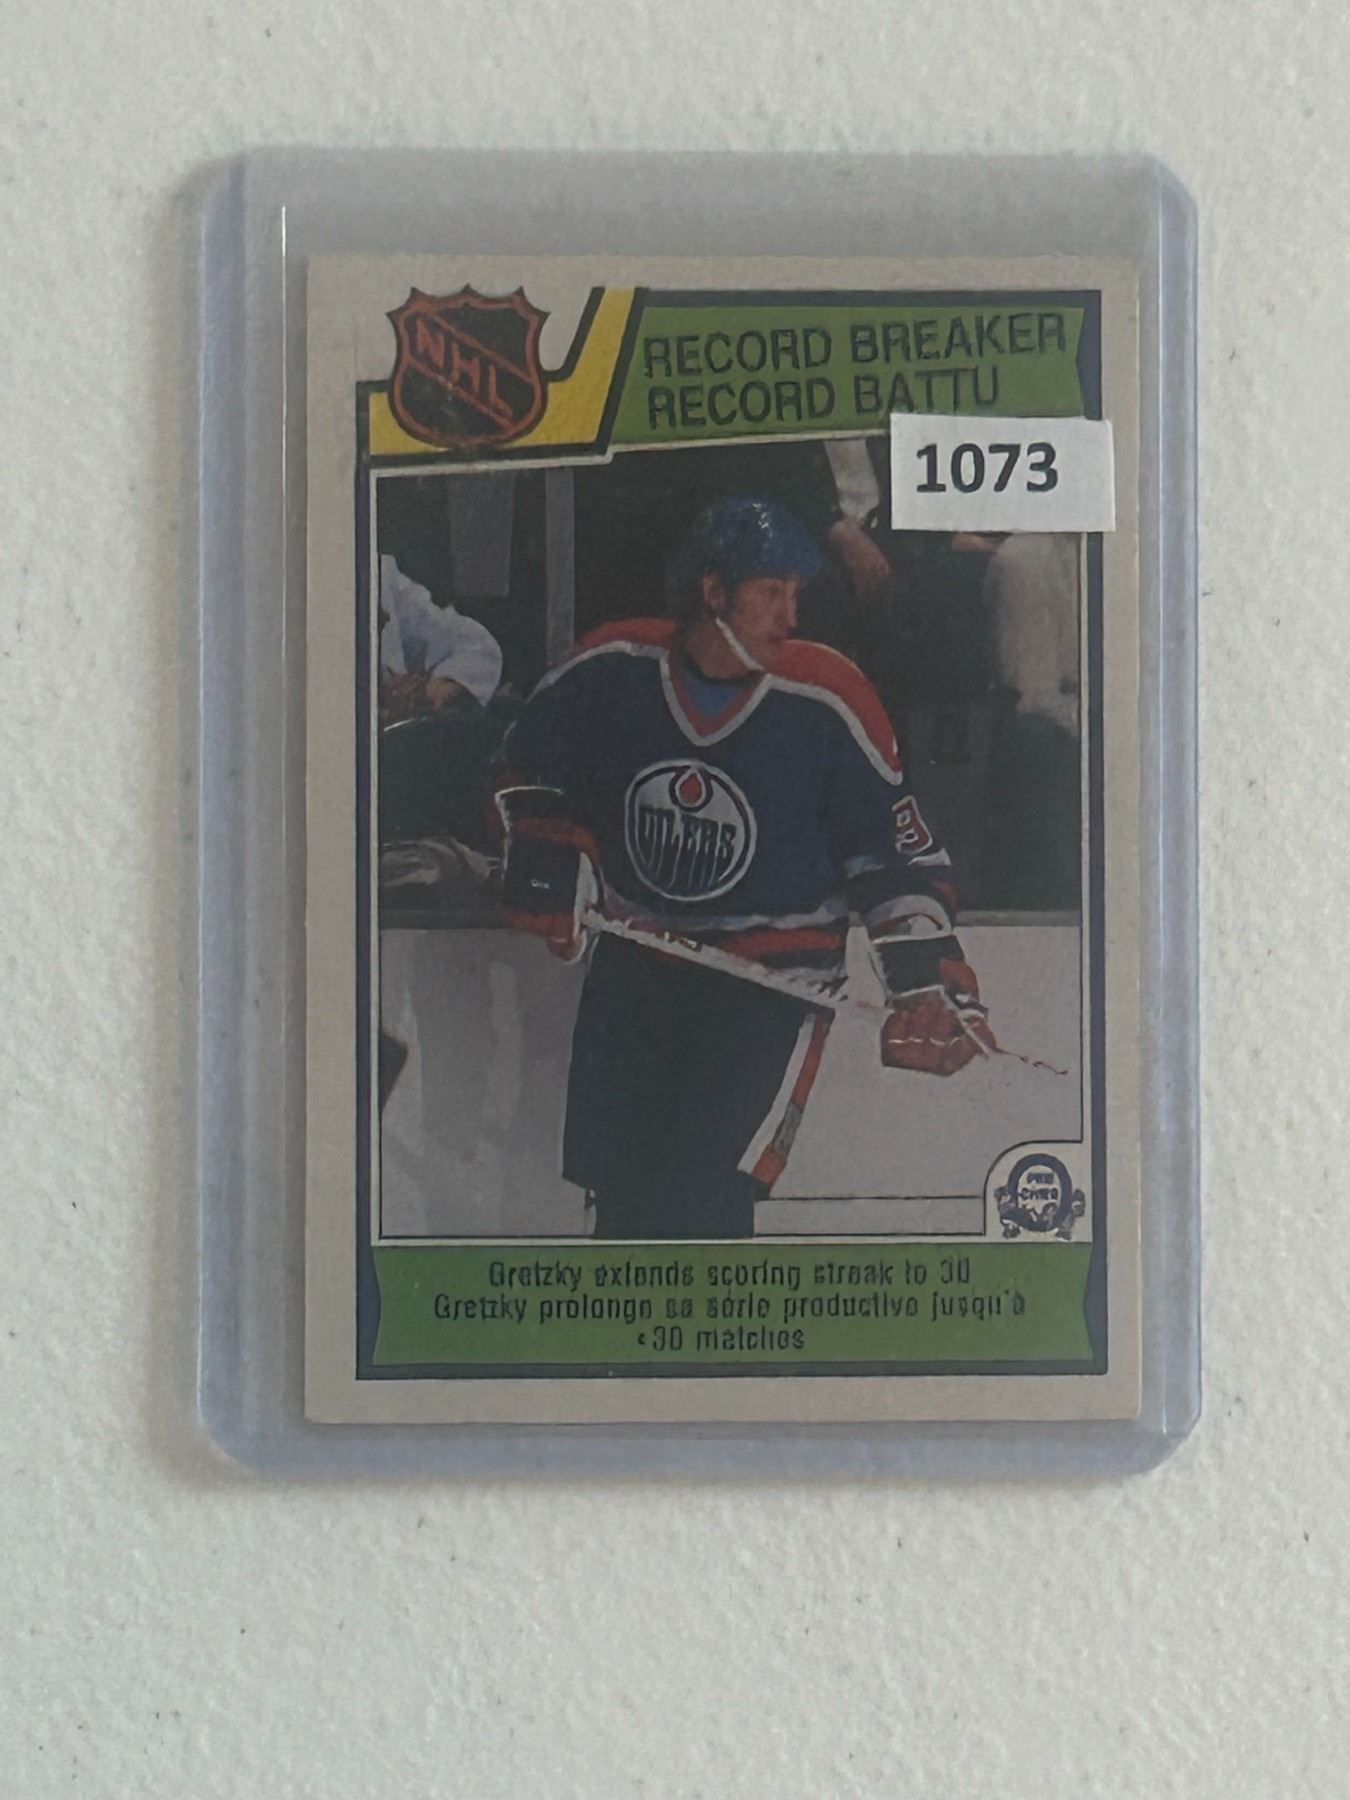 NHL
RECORD BREAKER
RECORD BATTU
1073
OILERS
9
Gretzky extends scoring streak to 30
Gretzky prolonge sa série productive jusqu'à
30 matches